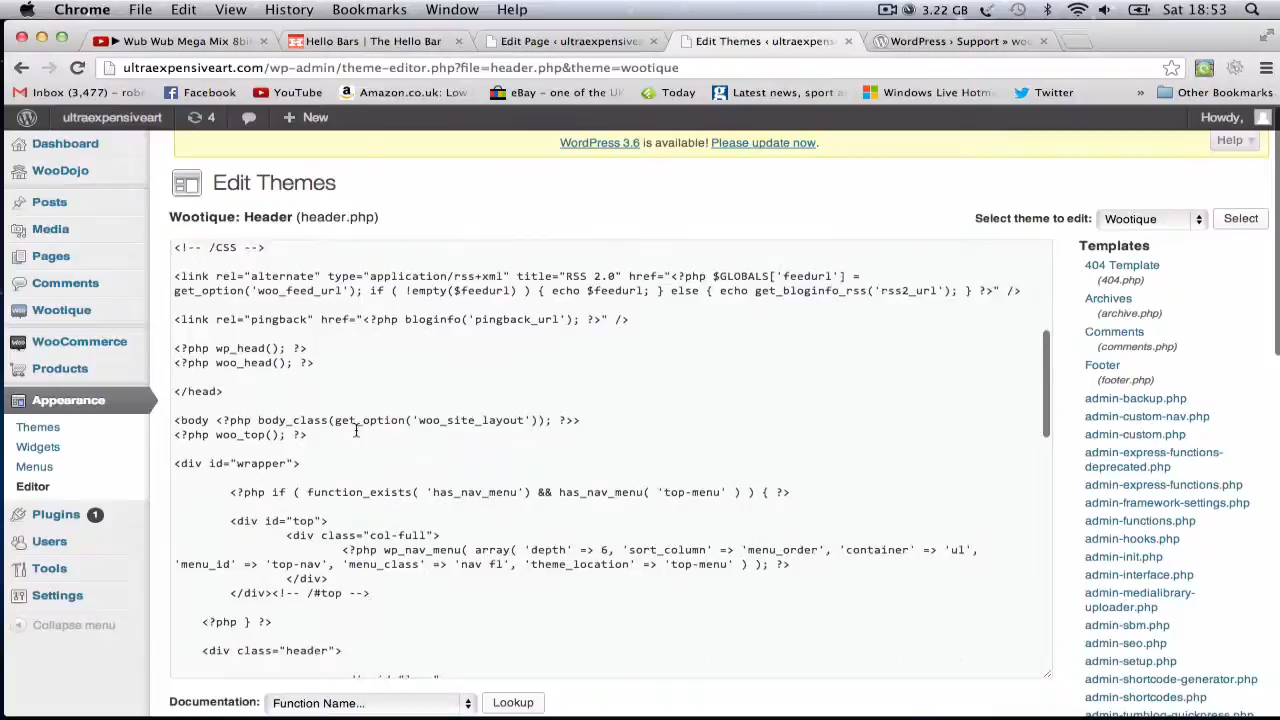 Chrome File Edit View History Bookmarks Window Help 3.22 GB Sat 18:53
▶ Wub Wub Mega Mix 8bi × Hello Bars | The Hello Bar × Edit Page ‹ ultraexpensive × Edit Themes ‹ ultraexpens × WordPress › Support » woo ×
ultraexpensiveart.com/wp-admin/theme-editor.php?file=header.php&theme=wootique
Inbox (3,477) – rob Facebook YouTube Amazon.co.uk: Low eBay – one of the UK Today Latest news, sport a Windows Live Hotm Twitter » Other Bookmarks
ultraexpensiveart 4 + New Howdy,
WordPress 3.6 is available! Please update now.
Help
Dashboard
WooDojo
Posts
Media
Pages
Comments
Wootique
WooCommerce
Products
Appearance
Themes
Widgets
Menus
Editor
Plugins 1
Users
Tools
Settings
Collapse menu
Edit Themes
Wootique: Header (header.php)
Select theme to edit: Wootique Select
<!-- /CSS -->
<link rel="alternate" type="application/rss+xml" title="RSS 2.0" href="<?php $GLOBALS['feedurl'] =
get_option('woo_feed_url'); if ( !empty($feedurl) ) { echo $feedurl; } else { echo get_bloginfo_rss('rss2_url'); } ?>" />
<link rel="pingback" href="<?php bloginfo('pingback_url'); ?>" />
<?php wp_head(); ?>
<?php woo_head(); ?>
</head>
<body <?php body_class(get_option('woo_site_layout')); ?>>
<?php woo_top(); ?>
<div id="wrapper">
<?php if ( function_exists( 'has_nav_menu') && has_nav_menu( 'top-menu' ) ) { ?>
<div id="top">
<div class="col-full">
<?php wp_nav_menu( array( 'depth' => 6, 'sort_column' => 'menu_order', 'container' => 'ul',
'menu_id' => 'top-nav', 'menu_class' => 'nav fl', 'theme_location' => 'top-menu' ) ); ?>
</div>
</div><!-- /#top -->
<?php } ?>
<div class="header">
Documentation: Function Name... Lookup
Templates
404 Template
(404.php)
Archives
(archive.php)
Comments
(comments.php)
Footer
(footer.php)
admin-backup.php
admin-custom-nav.php
admin-custom.php
admin-express-functions-
deprecated.php
admin-express-functions.php
admin-framework-settings.php
admin-functions.php
admin-hooks.php
admin-init.php
admin-interface.php
admin-medialibrary-
uploader.php
admin-sbm.php
admin-seo.php
admin-setup.php
admin-shortcode-generator.php
admin-shortcodes.php
admin-tumblog-quickpress.php